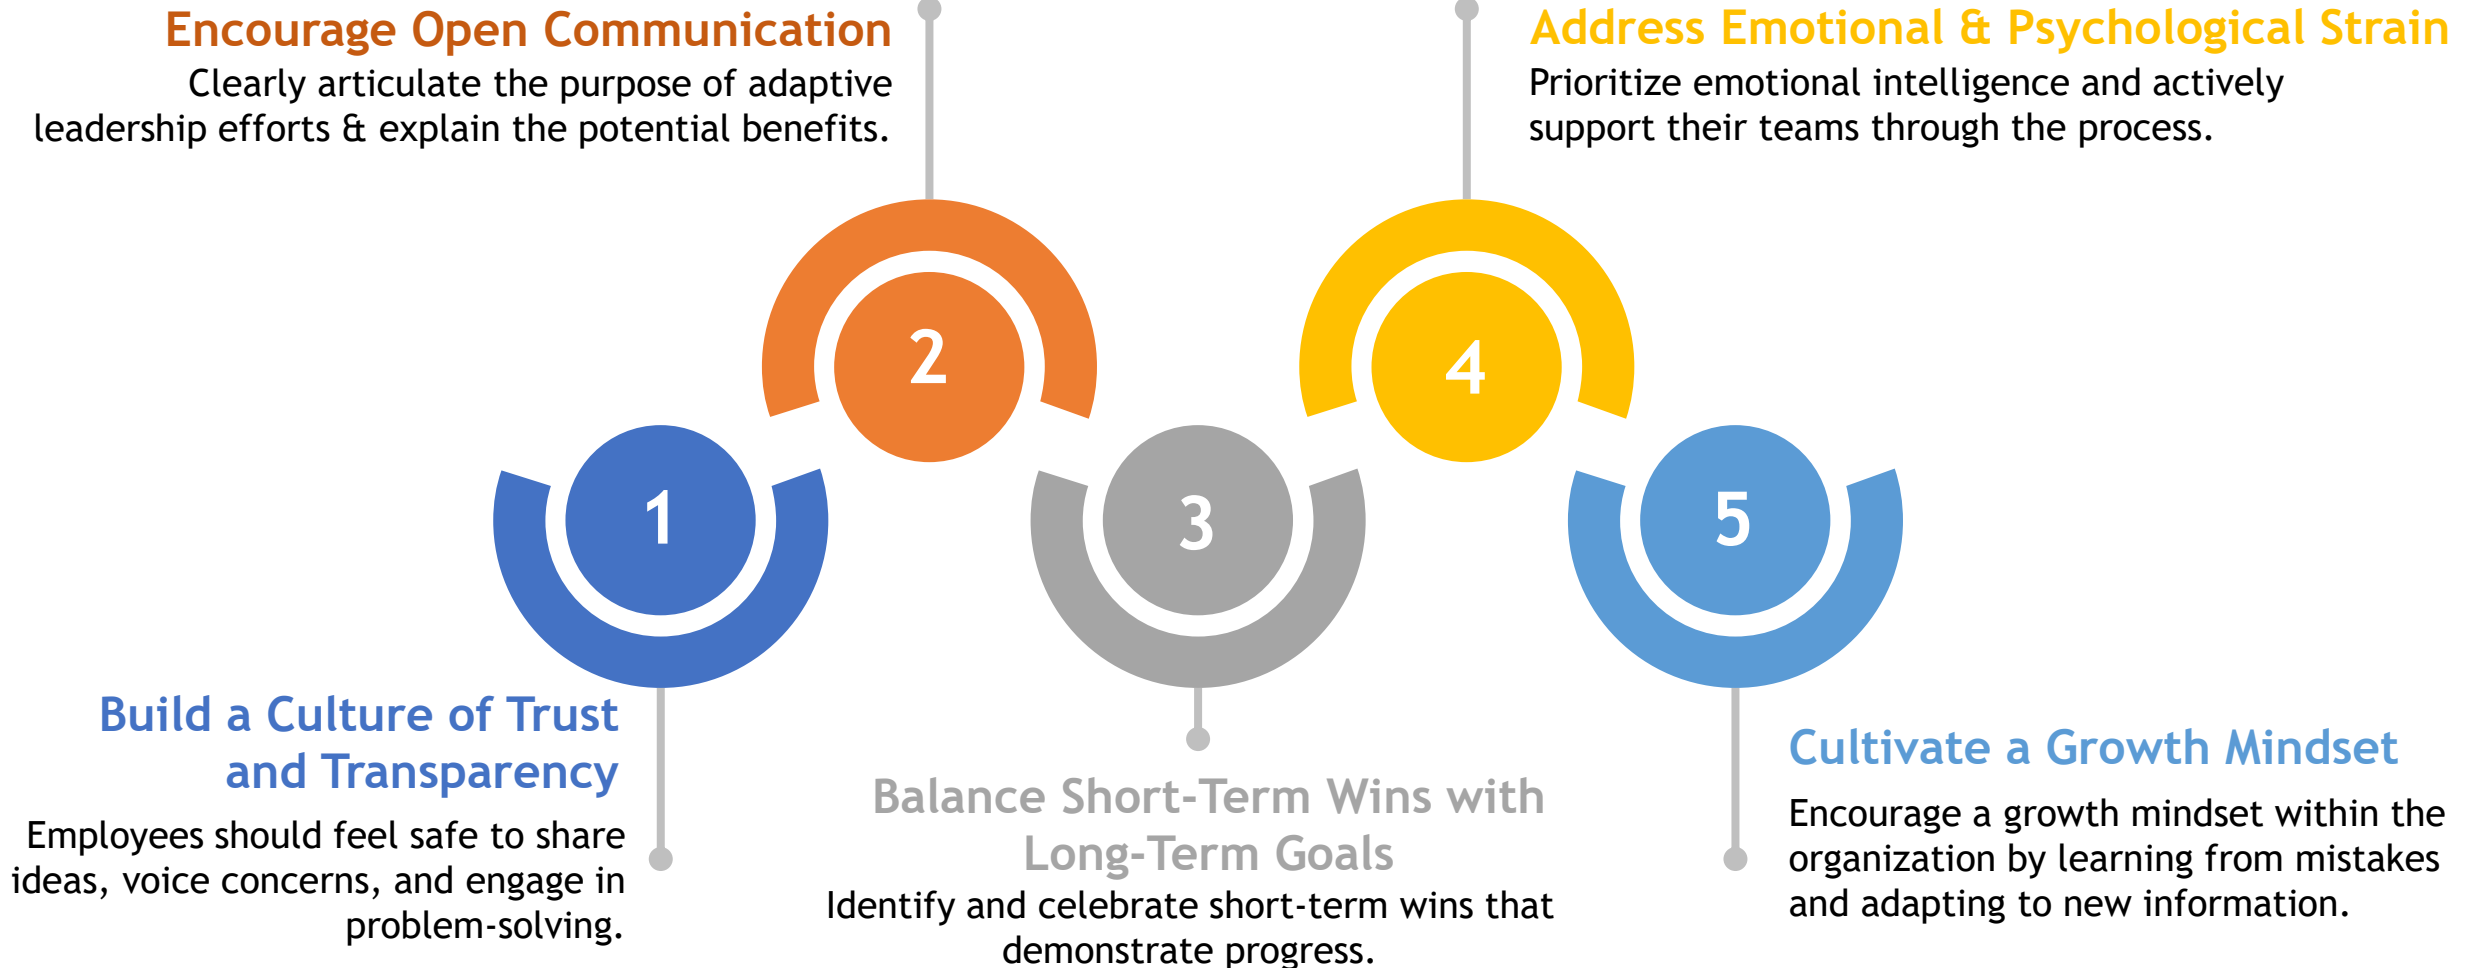 Encourage Open Communication
Clearly articulate the purpose of adaptive
leadership efforts & explain the potential benefits.
Address Emotional & Psychological Strain
Prioritize emotional intelligence and actively
support their teams through the process.
2
4
1
3
5
Build a Culture of Trust
and Transparency
Employees should feel safe to share
ideas, voice concerns, and engage in
problem-solving.
Balance Short-Term Wins with
Long-Term Goals
Identify and celebrate short-term wins that
demonstrate progress.
Cultivate a Growth Mindset
Encourage a growth mindset within the
organization by learning from mistakes
and adapting to new information.